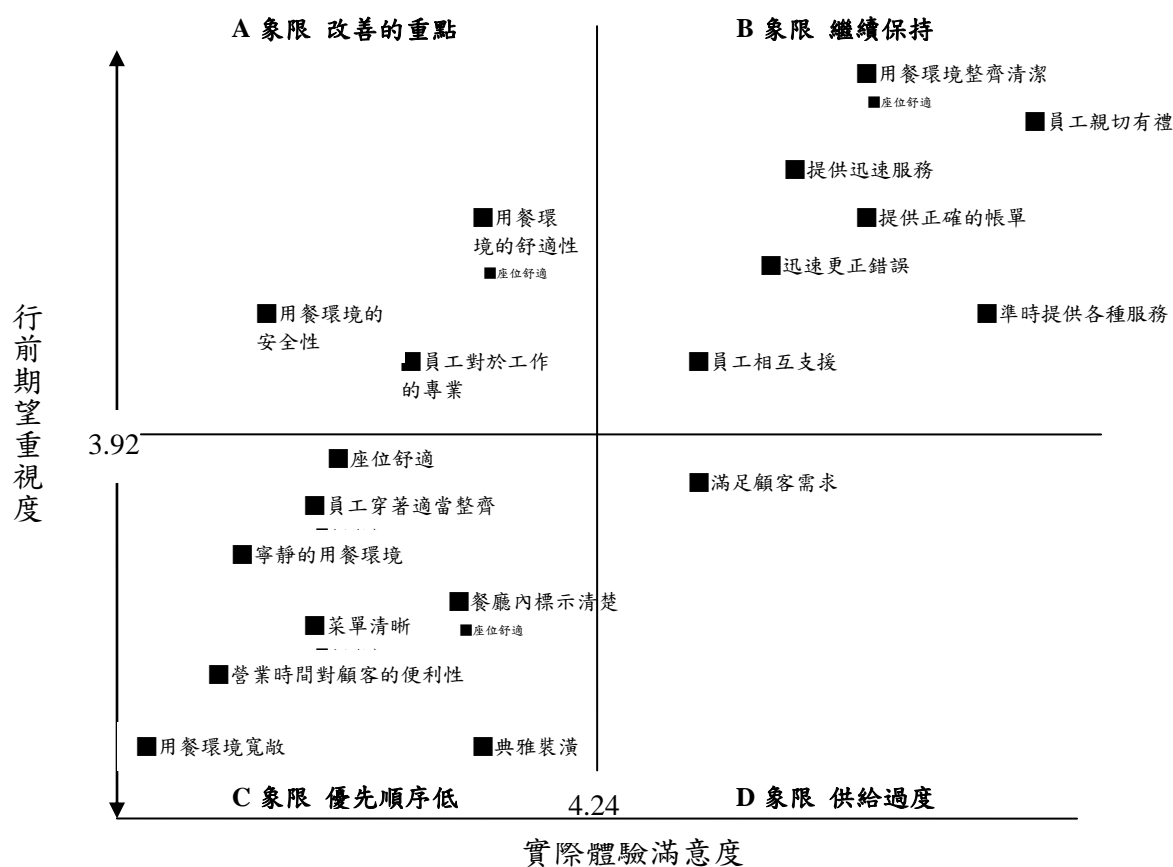 A 象限 改善的重點
B 象限 繼續保持
■用餐環境整齊清潔
■座位舒適
■員工親切有禮
■提供迅速服務
■用餐環
境的舒適性
■座位舒適
■提供正確的帳單
■迅速更正錯誤
■用餐環境的
安全性
■準時提供各種服務
■員工對於工作
的專業
■員工相互支援
行前期望重視度
3.92
■座位舒適
■滿足顧客需求
■員工穿著適當整齊
■寧靜的用餐環境
■餐廳內標示清楚
■座位舒適
■菜單清晰
■營業時間對顧客的便利性
■用餐環境寬敞
■典雅裝潢
C 象限 優先順序低
4.24
D 象限 供給過度
實際體驗滿意度